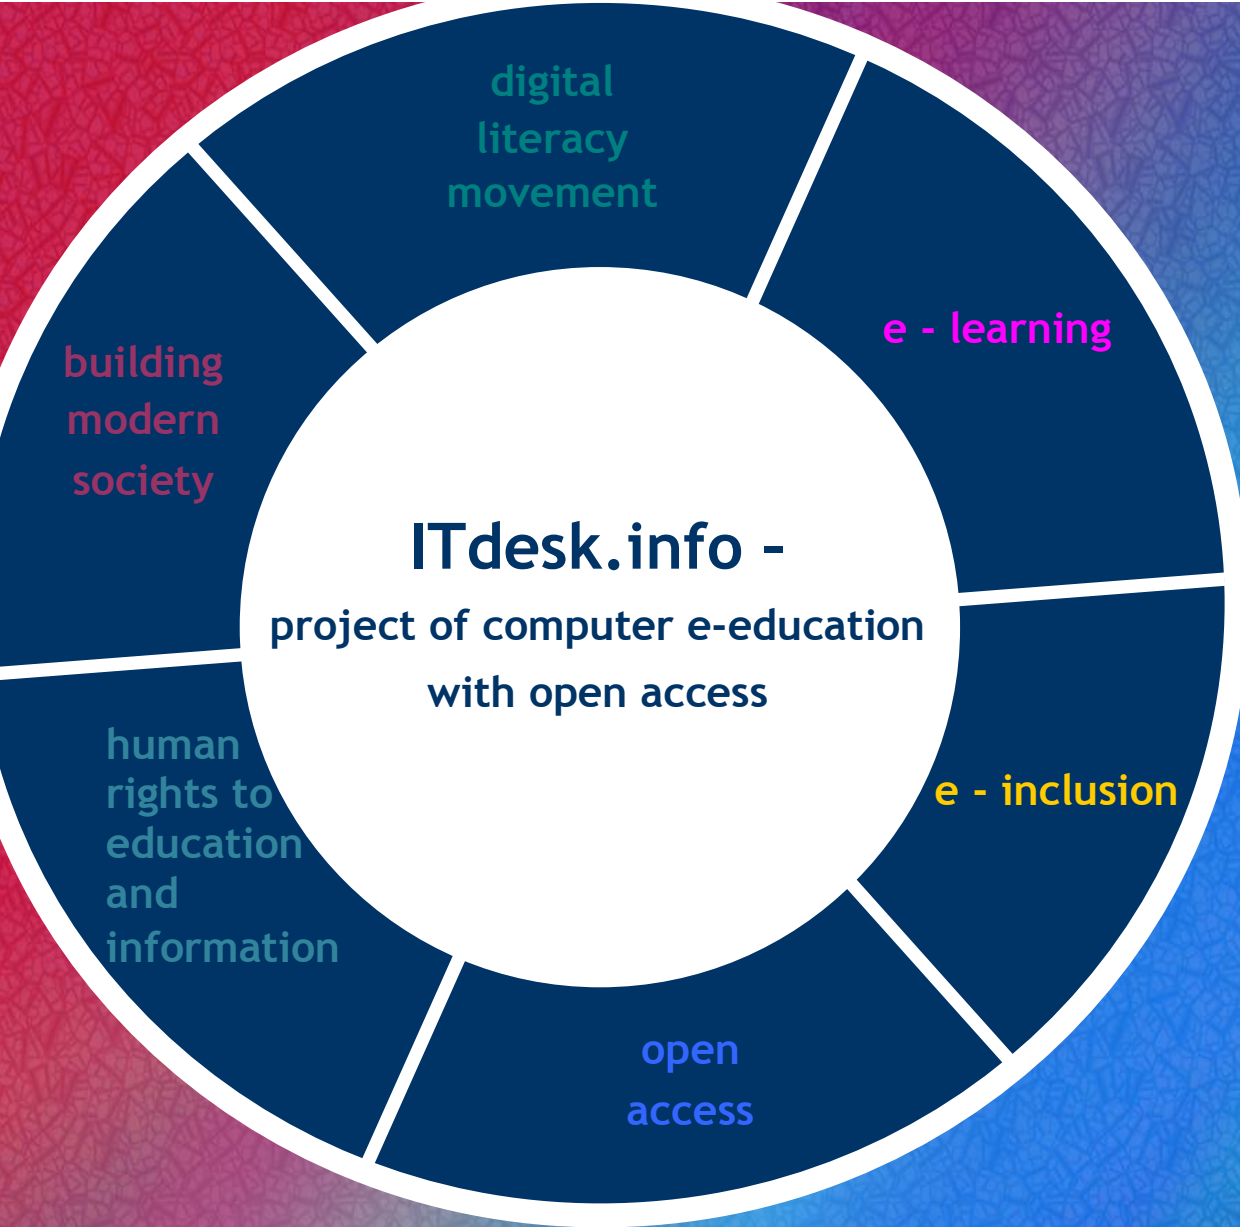 digital
literacy
movement
e - learning
building
modern
society
ITdesk.info –
project of computer e-education
with open access
human
rights to
education
and
information
e - inclusion
open
access